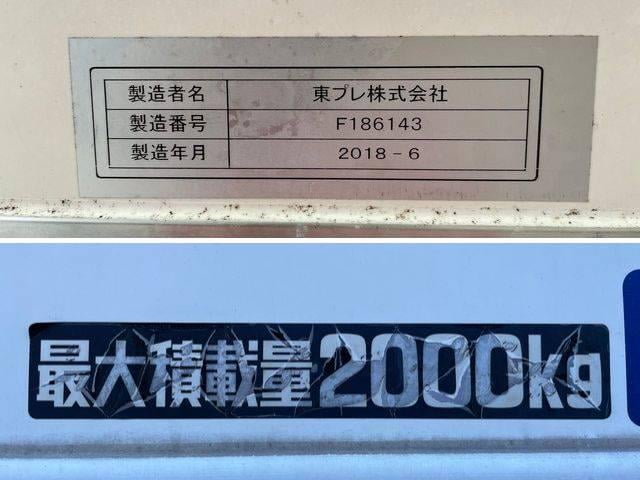 製造者名 東プレ株式会社
製造番号 F186143
製造年月 2018-6
最大積載量2000kg